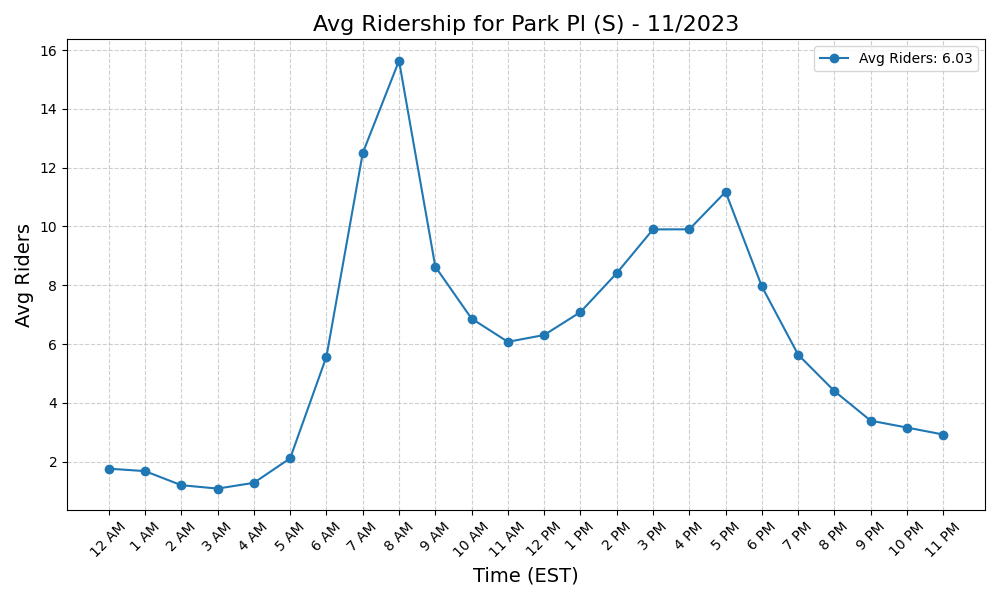 Avg Ridership for Park Pl (S) - 11/2023
Avg Riders: 6.03
Avg Riders
16
14
12
10
8
6
4
2
12 AM
1 AM
2 AM
3 AM
4 AM
5 AM
6 AM
7 AM
8 AM
9 AM
10 AM
11 AM
12 PM
1 PM
2 PM
3 PM
4 PM
5 PM
6 PM
7 PM
8 PM
9 PM
10 PM
11 PM
Time (EST)